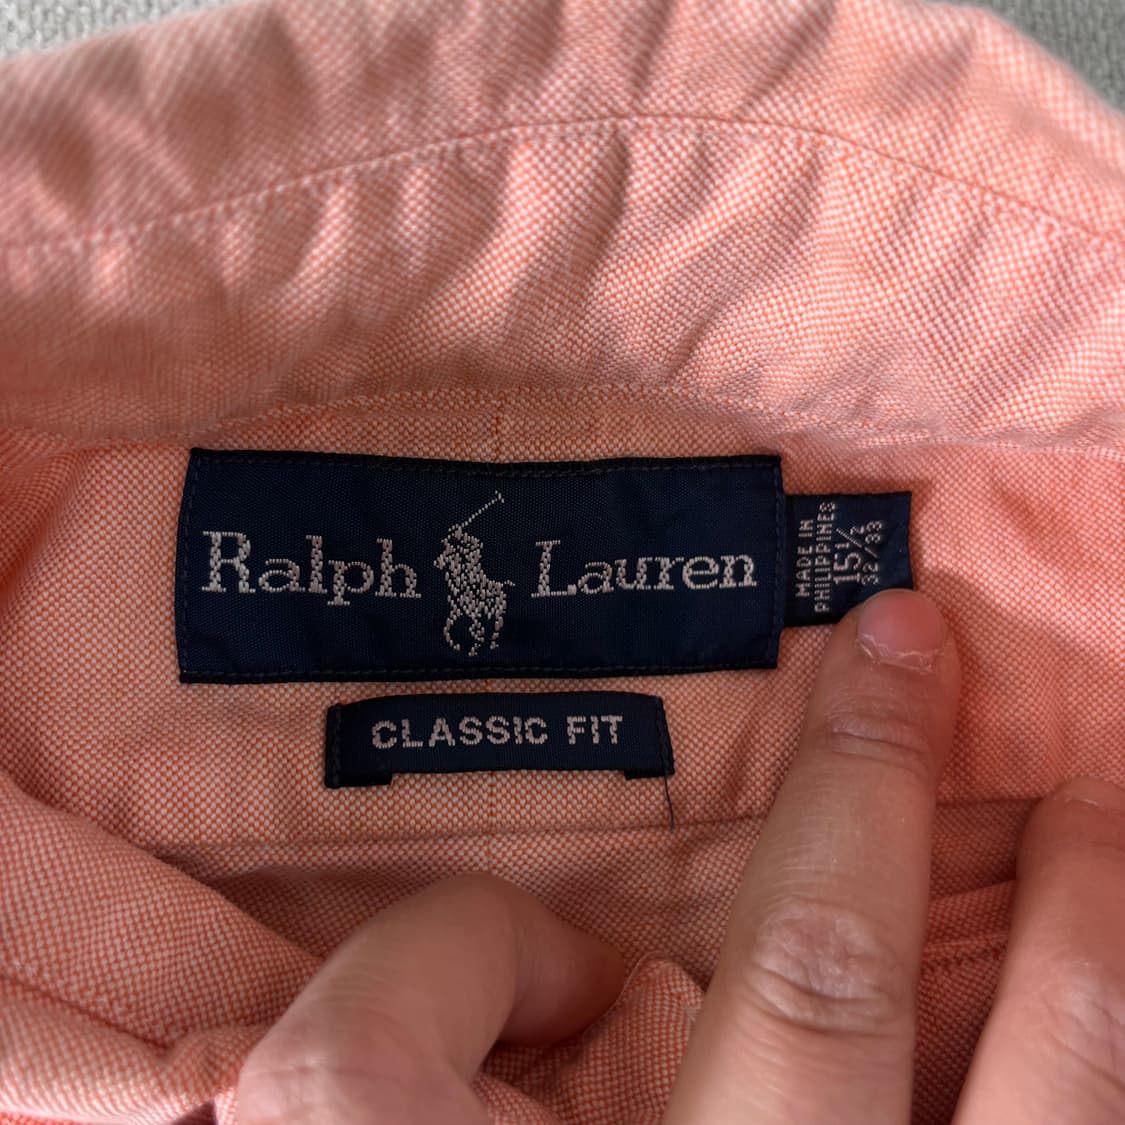 Ralph Lauren
CLASSIC FIT
MADE IN
PHILIPPINES
15½
32/33